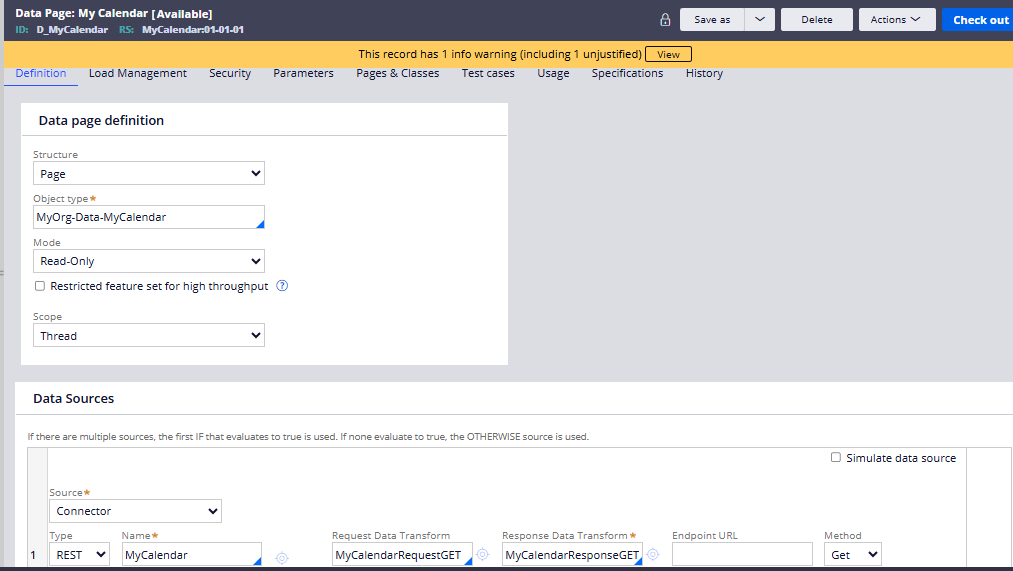 Data Page: My Calendar [Available]
ID: D_MyCalendar RS: MyCalendar:01-01-01
Save as
Delete
Actions
Check out
This record has 1 info warning (including 1 unjustified) View
Definition Load Management Security Parameters Pages & Classes Test cases Usage Specifications History
Data page definition
Structure
Page
Object type*
MyOrg-Data-MyCalendar
Mode
Read-Only
Restricted feature set for high throughput ?
Scope
Thread
Data Sources
If there are multiple sources, the first IF that evaluates to true is used. If none evaluate to true, the OTHERWISE source is used.
Simulate data source
Source*
Connector
Type Name* Request Data Transform Response Data Transform* Endpoint URL Method
1 REST MyCalendar MyCalendarRequestGET MyCalendarResponseGET Get